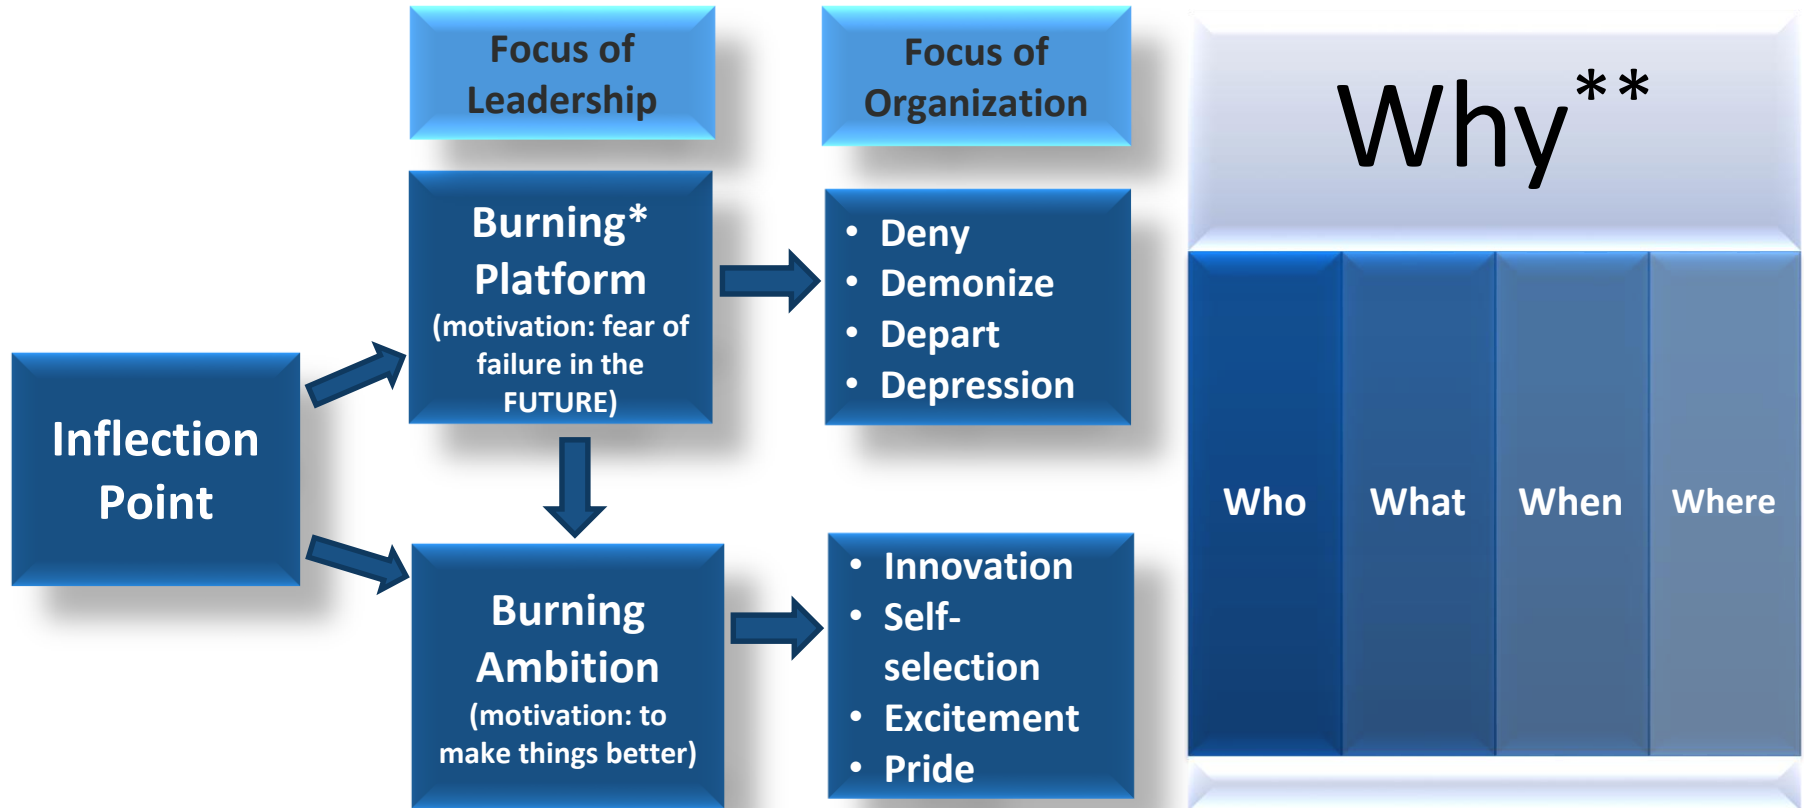 Focus of
Leadership
Focus of
Organization
Why**
Burning*
Platform
(motivation: fear of
failure in the
FUTURE)
• Deny
• Demonize
• Depart
• Depression
Inflection
Point
Burning
Ambition
(motivation: to
make things better)
• Innovation
• Self-
selection
• Excitement
• Pride
Who
What
When
Where